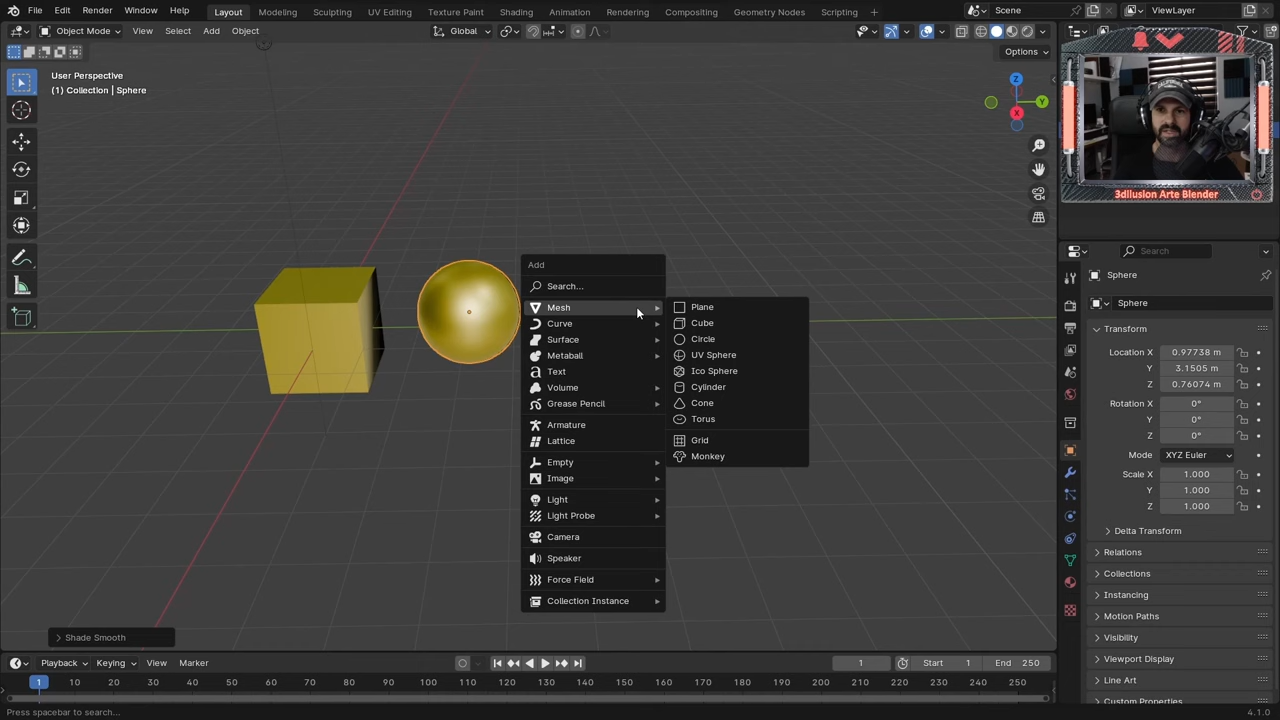 File Edit Render Window Help Layout Modeling Sculpting UV Editing Texture Paint Shading Animation Rendering Compositing Geometry Nodes Scripting + Scene ViewLayer
Object Mode View Select Add Object Global
Options
User Perspective
(1) Collection | Sphere
Z
Y
X
3dIlusion Arte Blender
Search
Sphere
Sphere
Transform
Location X 0.97738 m
Y 3.1505 m
Z 0.76074 m
Rotation X 0°
Y 0°
Z 0°
Mode XYZ Euler
Scale X 1.000
Y 1.000
Z 1.000
Delta Transform
Relations
Collections
Instancing
Motion Paths
Visibility
Viewport Display
Line Art
Custom Properties
Add
Search...
Mesh
Curve
Surface
Metaball
Text
Volume
Grease Pencil
Armature
Lattice
Empty
Image
Light
Light Probe
Camera
Speaker
Force Field
Collection Instance
Plane
Cube
Circle
UV Sphere
Ico Sphere
Cylinder
Cone
Torus
Grid
Monkey
Shade Smooth
Playback Keying View Marker 1 Start 1 End 250
1 10 20 30 40 50 60 70 80 90 100 110 120 130 140 150 160 170 180 190 200 210 220 230 240 250
Press spacebar to search... 4.1.0